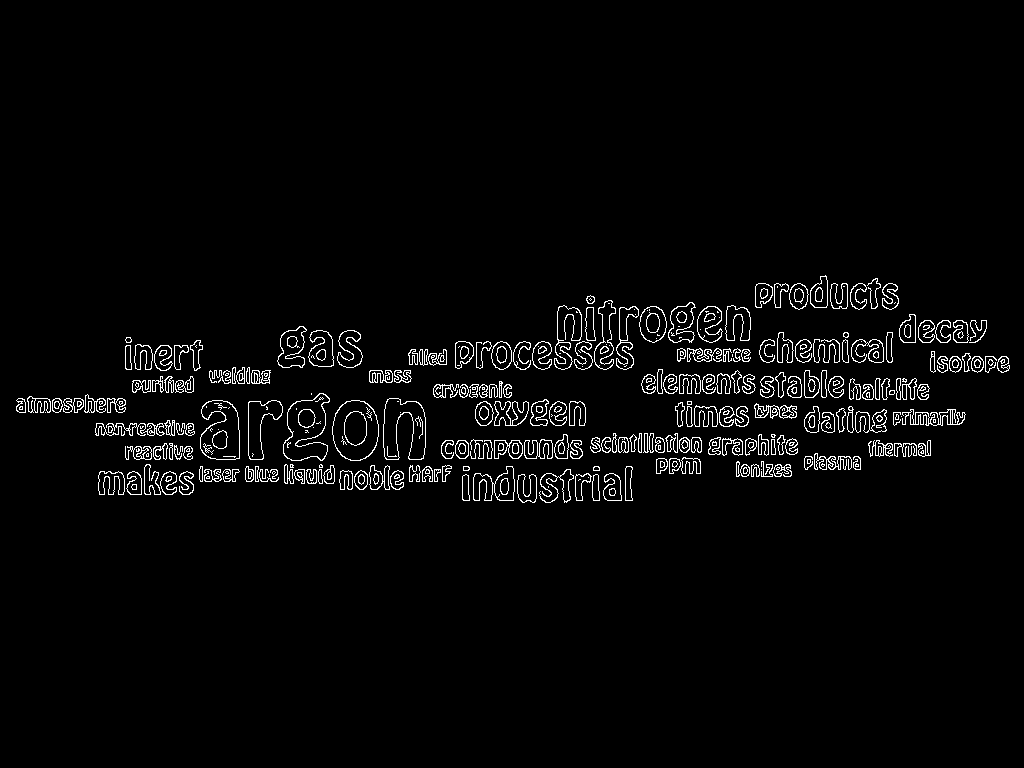 products
nitrogen
decay
inert gas filled processes presence chemical isotope
purified welding mass cryogenic elements stable half-life
atmosphere argon oxygen times types dating primarily
non-reactive
reactive compounds scintillation graphite thermal
makes laser blue liquid noble HArF industrial ppm ionizes plasma